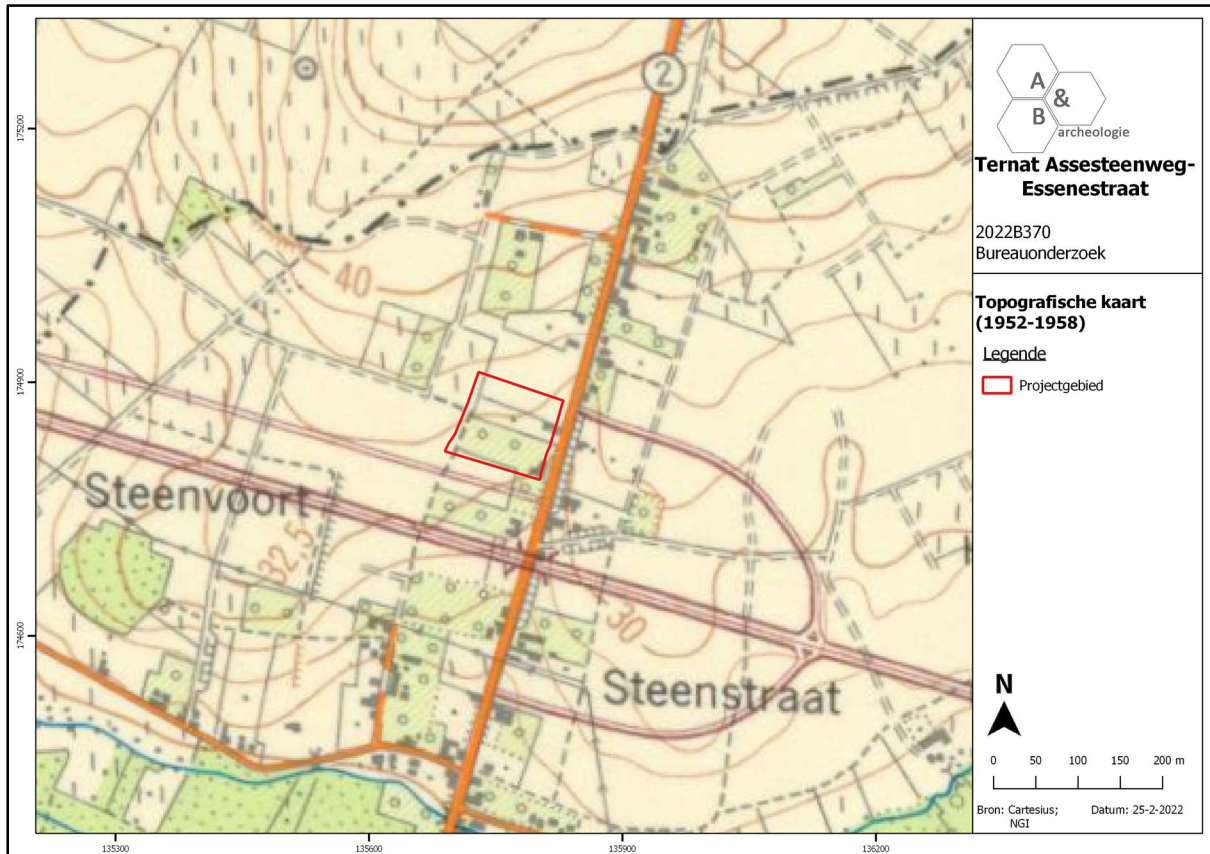 2
40
Steenvoort
32,5
30
Steenstraat
175200
174900
174600
135300
135600
135900
136200
A
&
B
archeologie
Ternat Assesteenweg-
Essenestraat
2022B370
Bureauonderzoek
Topografische kaart
(1952-1958)
Legende
Projectgebied
N
0 50 100 150 200 m
Bron: Cartesius; Datum: 25-2-2022
NGI